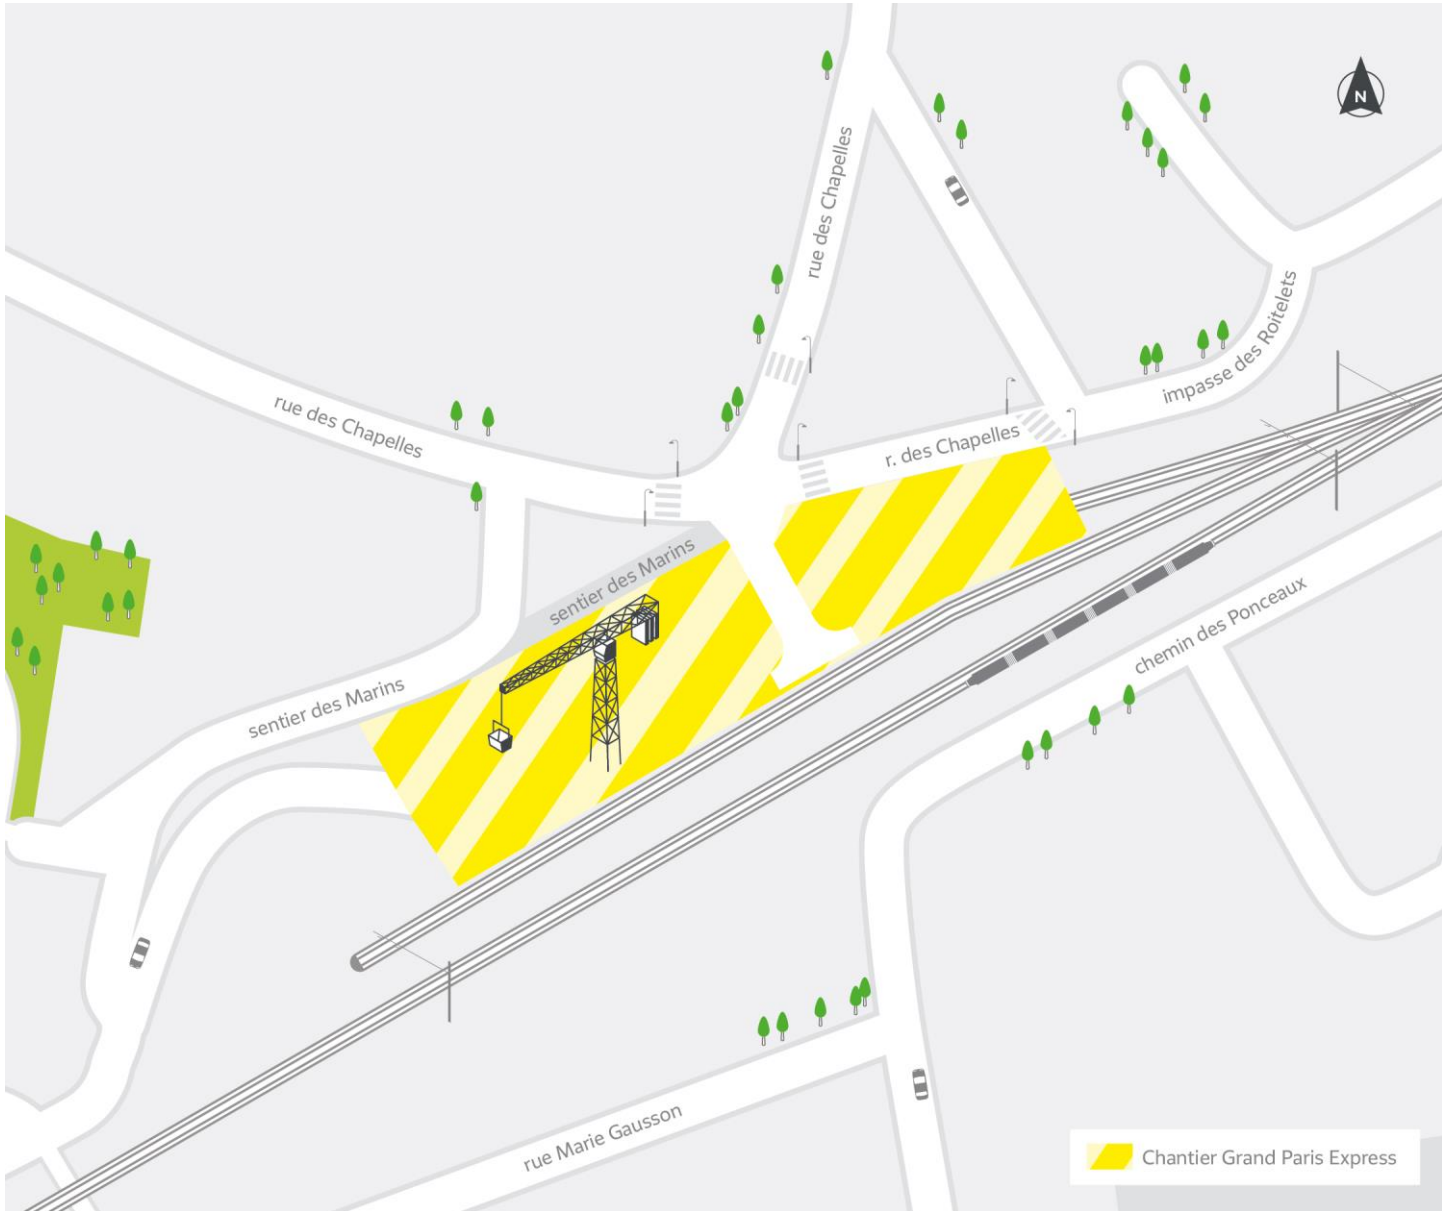 N
rue des Chapelles
impasse des Roitelets
rue des Chapelles
r. des Chapelles
sentier des Marins
chemin des Ponceaux
sentier des Marins
rue Marie Gausson
Chantier Grand Paris Express